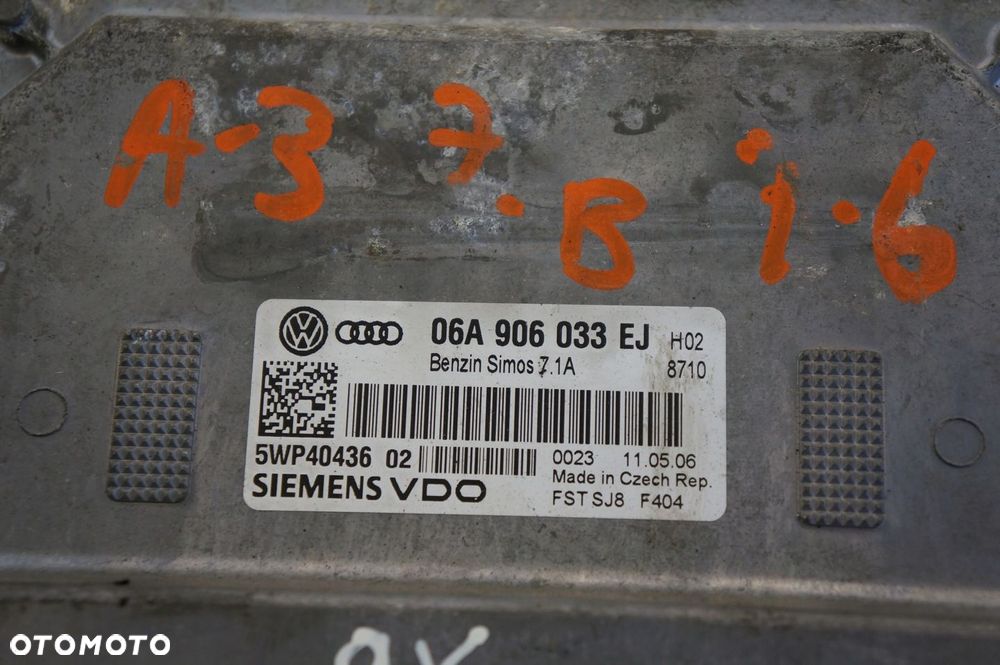 A-3 7.B i.6
06A 906 033 EJ H02
Benzin Simos 7.1A 8710
5WP40436 02 0023 11.05.06
Made in Czech Rep.
SIEMENS VDO FST SJ8 F404
OTOMOTO